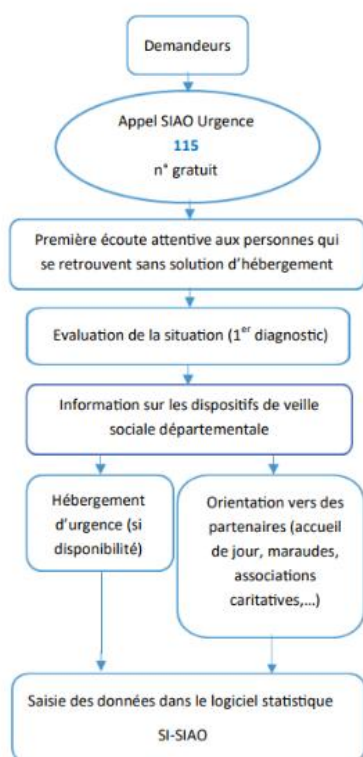 Demandeurs
Appel SIAO Urgence
115
n° gratuit
Première écoute attentive aux personnes qui
se retrouvent sans solution d'hébergement
Evaluation de la situation (1er diagnostic)
Information sur les dispositifs de veille
sociale départementale
Hébergement
d'urgence (si
disponibilité)
Orientation vers des
partenaires (accueil
de jour, maraudes,
associations
caritatives,...)
Saisie des données dans le logiciel statistique
SI-SIAO